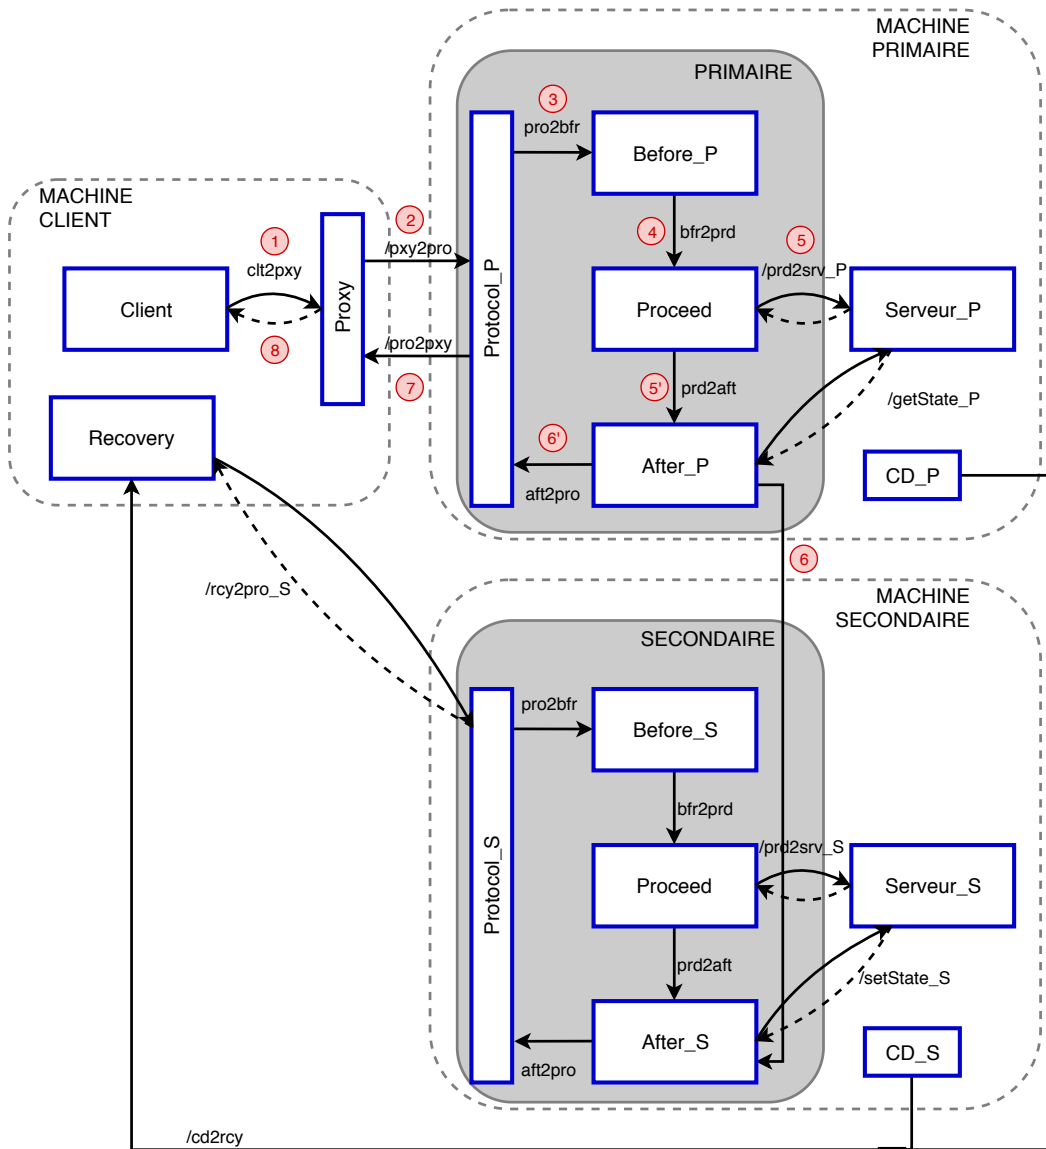 MACHINE
PRIMAIRE
PRIMAIRE
3
pro2bfr
Before_P
MACHINE
CLIENT
1
clt2pxy
2
/pxy2pro
4
bfr2prd
5
/prd2srv_P
Client
Proxy
Protocol_P
Proceed
Serveur_P
8
/pro2pxy
7
5'
prd2aft
/getState_P
Recovery
6'
aft2pro
After_P
CD_P
6
/rcy2pro_S
MACHINE
SECONDAIRE
SECONDAIRE
pro2bfr
Before_S
bfr2prd
/prd2srv_S
Protocol_S
Proceed
Serveur_S
prd2aft
/setState_S
After_S
aft2pro
CD_S
/cd2rcy